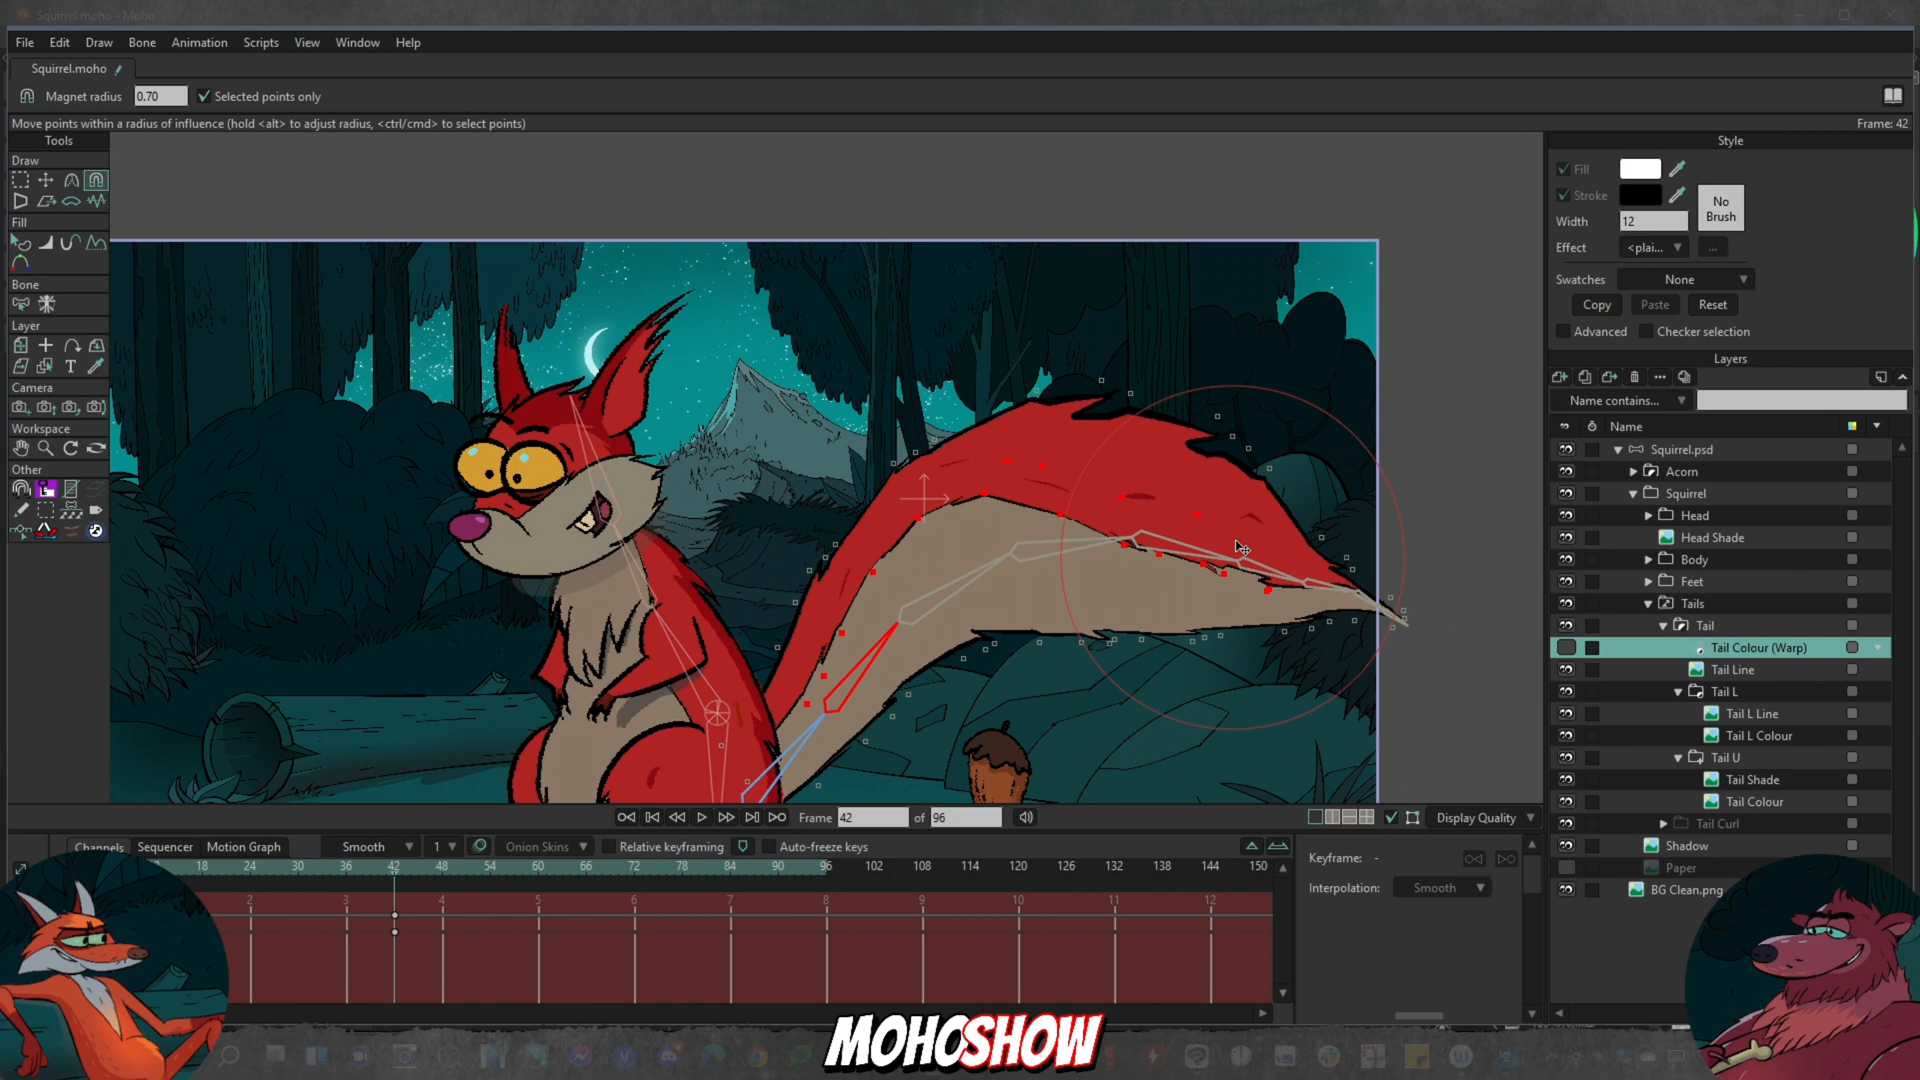 Squirrel.moho - Moho
File Edit Draw Bone Animation Scripts View Window Help
Squirrel.moho
Magnet radius 0.70 Selected points only
Move points within a radius of influence (hold <alt> to adjust radius, <ctrl/cmd> to select points) Frame: 42
Tools
Draw
Fill
Bone
Layer
T
Camera
Workspace
Other
Style
Fill
Stroke
No Brush
Width 12
Effect <plai... ...
Swatches None
Copy Paste Reset
Advanced Checker selection
Layers
Name contains...
Name
Squirrel.psd
Acorn
Squirrel
Head
Head Shade
Body
Feet
Tails
Tail
Tail Colour (Warp)
Tail Line
Tail L
Tail L Line
Tail L Colour
Tail U
Tail Shade
Tail Colour
Tail Curl
Shadow
Paper
BG Clean.png
Frame 42 of 96 Display Quality
Channels Sequencer Motion Graph Smooth 1 Onion Skins Relative keyframing Auto-freeze keys
18 24 30 36 42 48 54 60 66 72 78 84 90 96 102 108 114 120 126 132 138 144 150
2 3 4 5 6 7 8 9 10 11 12
Keyframe: -
Interpolation: Smooth
MOHOSHOW